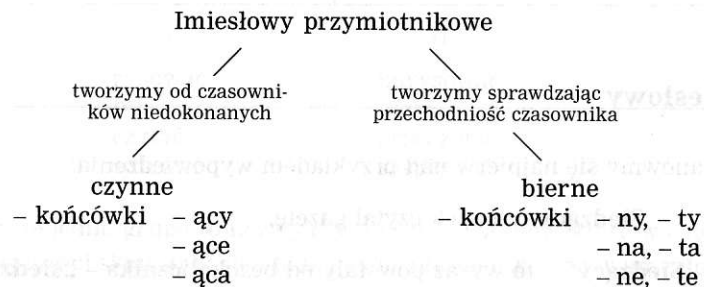 Imiesłowy przymiotnikowe
tworzymy od czasowni-
ków niedokonanych
tworzymy sprawdzając
przechodniość czasownika
czynne
– końcówki – ący
– ące
– ąca
bierne
– końcówki – ny, – ty
– na, – ta
– ne, – te